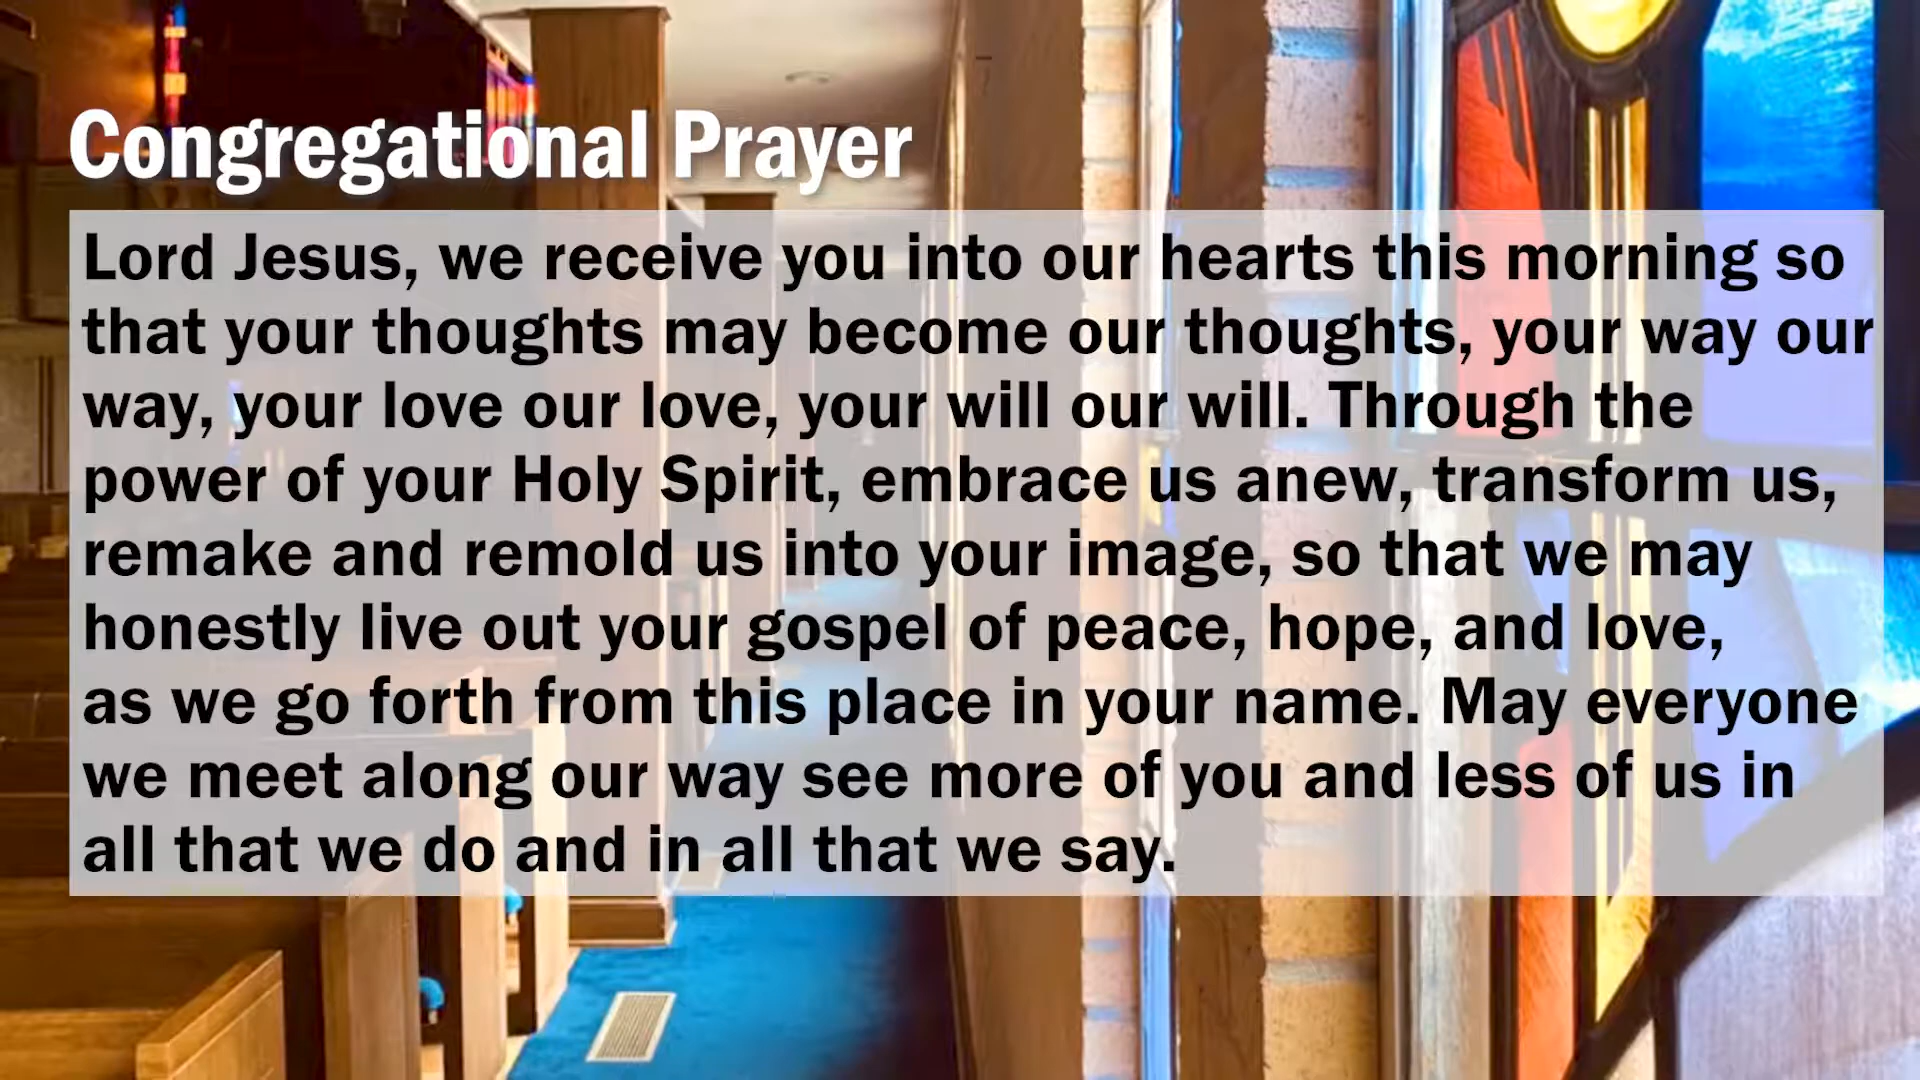 Congregational Prayer
Lord Jesus, we receive you into our hearts this morning so
that your thoughts may become our thoughts, your way our
way, your love our love, your will our will. Through the
power of your Holy Spirit, embrace us anew, transform us,
remake and remold us into your image, so that we may
honestly live out your gospel of peace, hope, and love,
as we go forth from this place in your name. May everyone
we meet along our way see more of you and less of us in
all that we do and in all that we say.